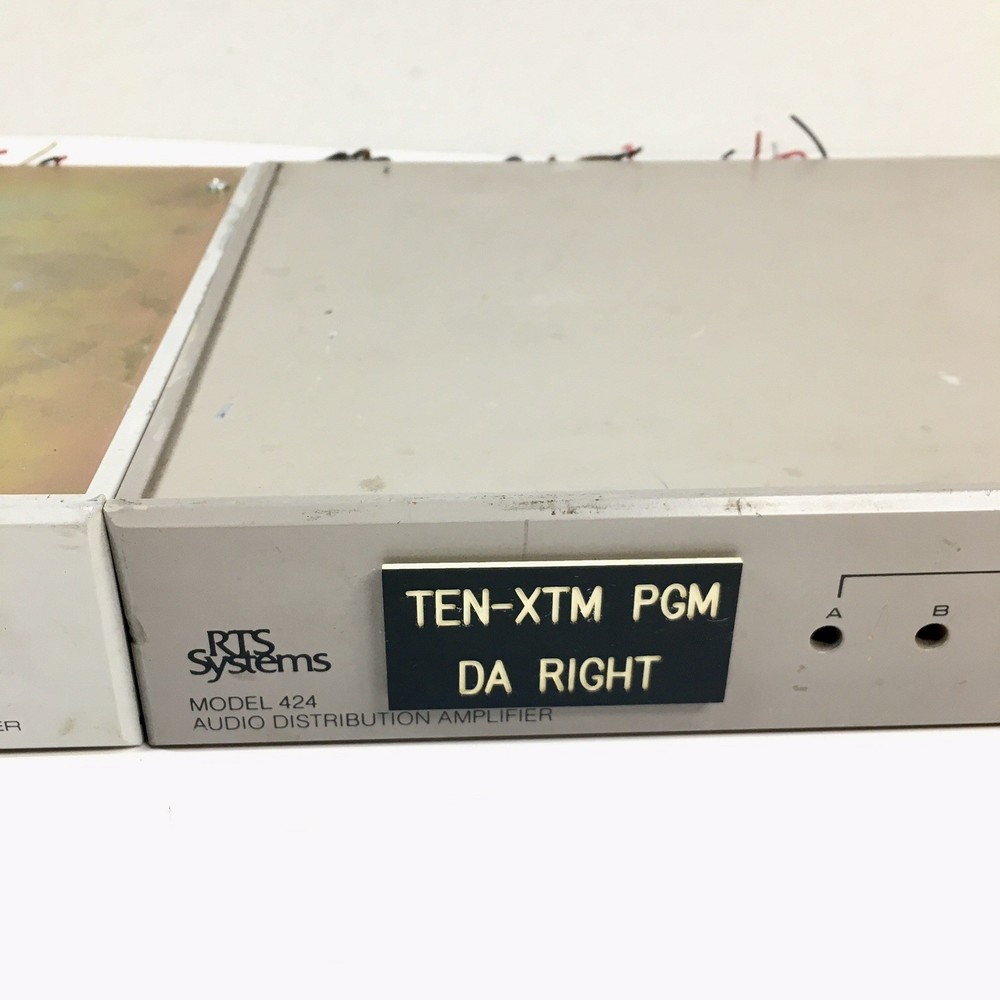 TEN-XTM PGM
DA RIGHT
A B
RTS
Systems
MODEL 424
AUDIO DISTRIBUTION AMPLIFIER
ER